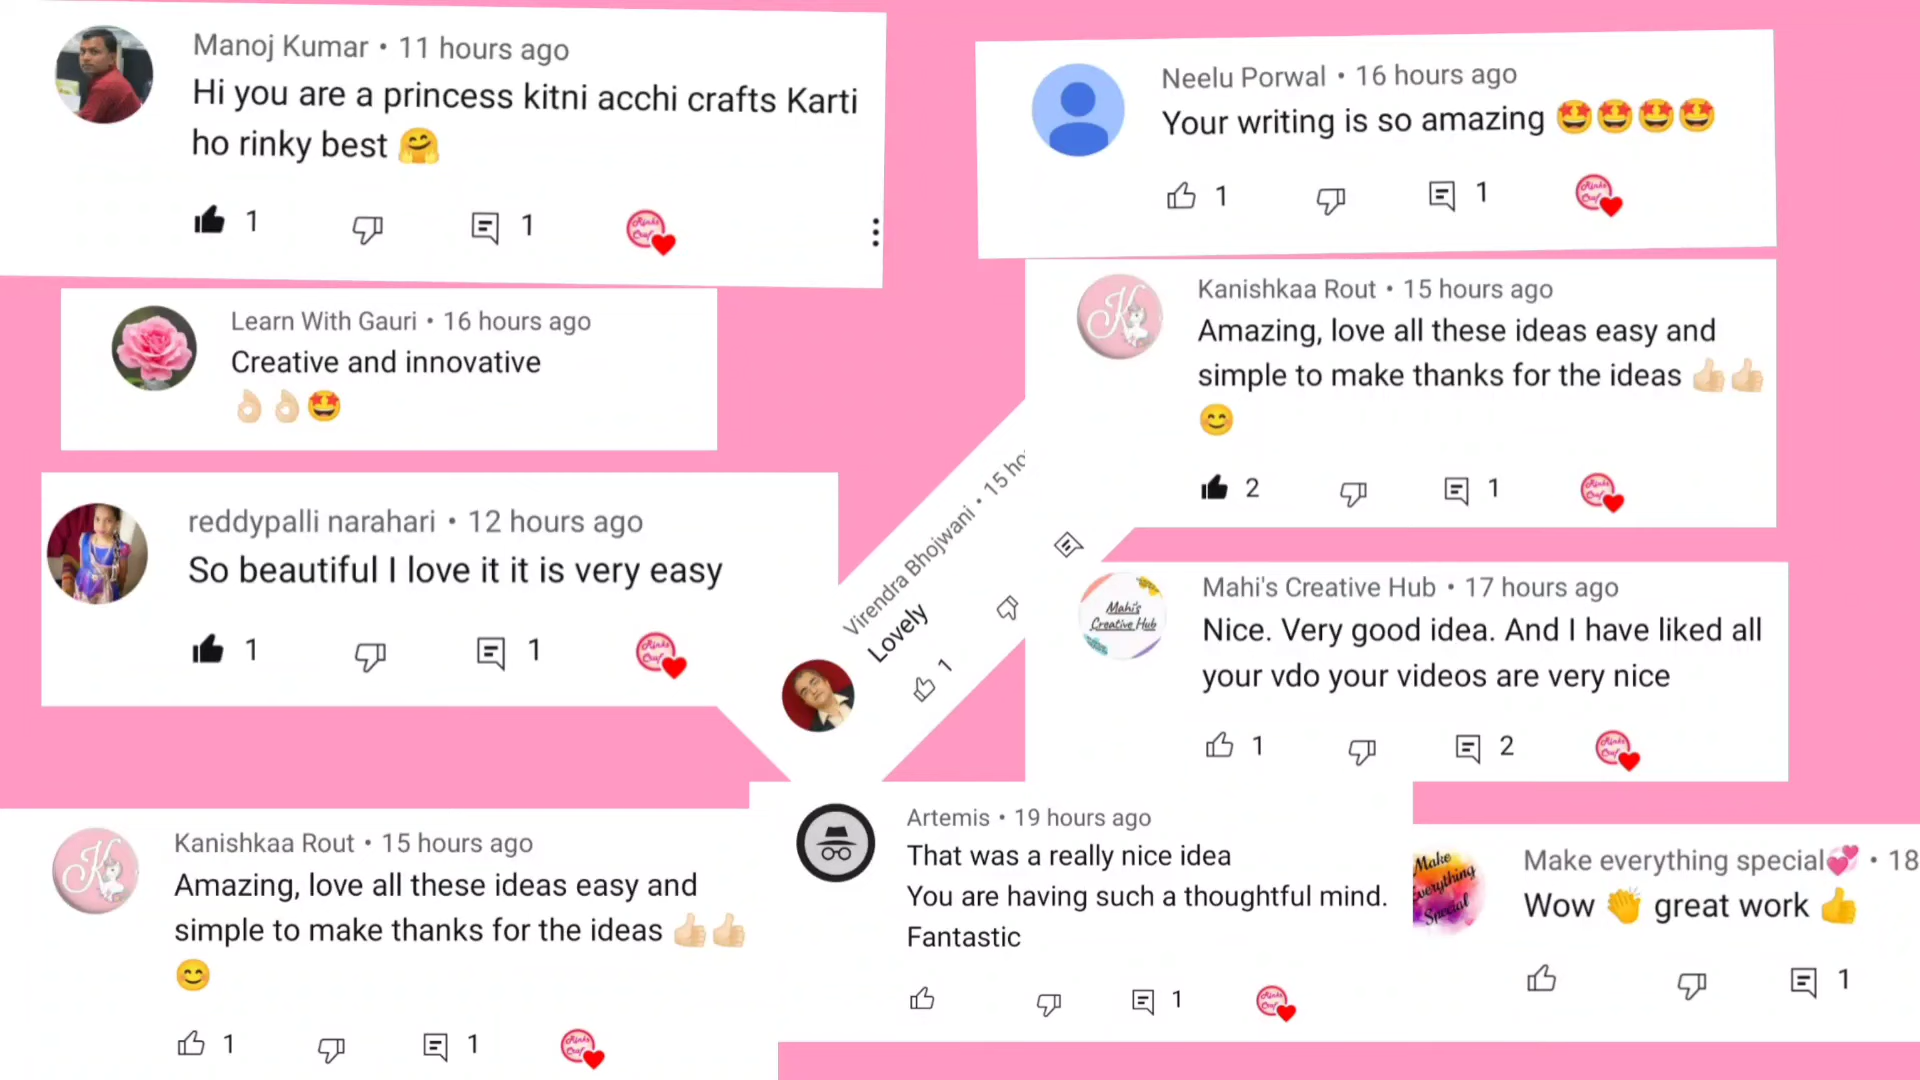 Manoj Kumar • 11 hours ago
Hi you are a princess kitni acchi crafts Karti
ho rinky best 🤗
1
1
Neelu Porwal • 16 hours ago
Your writing is so amazing 🤩🤩🤩🤩
1
1
Learn With Gauri • 16 hours ago
Creative and innovative
👌🏻👌🏻🤩
Kanishkaa Rout • 15 hours ago
Amazing, love all these ideas easy and
simple to make thanks for the ideas 👍🏻👍🏻
😊
2
1
reddypalli narahari • 12 hours ago
So beautiful I love it it is very easy
1
1
Virendra Bhojwani • 15 ho
Lovely
1
Mahi's
Creative Hub
Mahi's Creative Hub • 17 hours ago
Nice. Very good idea. And I have liked all
your vdo your videos are very nice
1
2
Kanishkaa Rout • 15 hours ago
Amazing, love all these ideas easy and
simple to make thanks for the ideas 👍🏻👍🏻
😊
1
1
Artemis • 19 hours ago
That was a really nice idea
You are having such a thoughtful mind.
Fantastic
1
Make
Everything
Special
Make everything special💞 • 18
Wow 👏 great work 👍
1